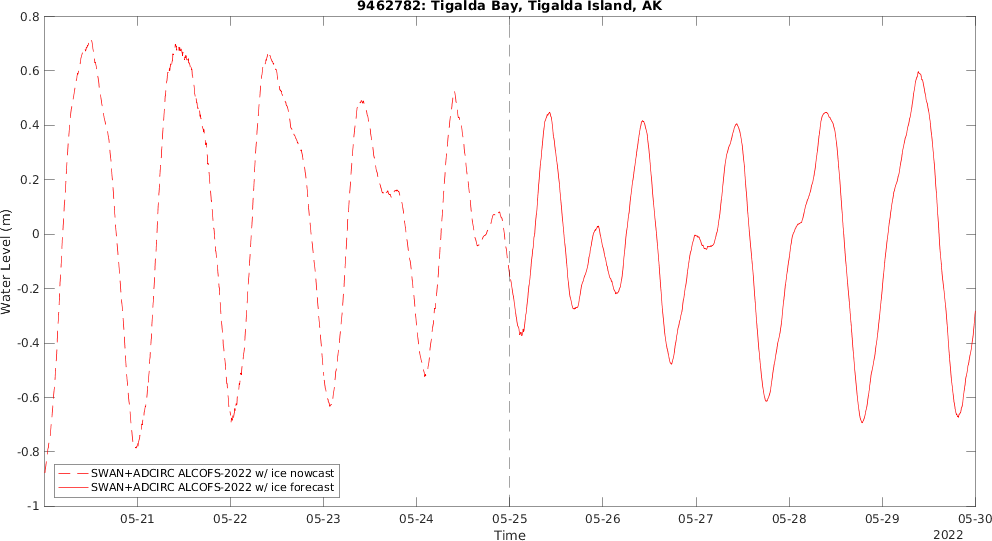 9462782: Tigalda Bay, Tigalda Island, AK
0.8
0.6
0.4
0.2
0
-0.2
-0.4
-0.6
-0.8
-1
Water Level (m)
SWAN+ADCIRC ALCOFS-2022 w/ ice nowcast
SWAN+ADCIRC ALCOFS-2022 w/ ice forecast
05-21 05-22 05-23 05-24 05-25 05-26 05-27 05-28 05-29 05-30
Time
2022